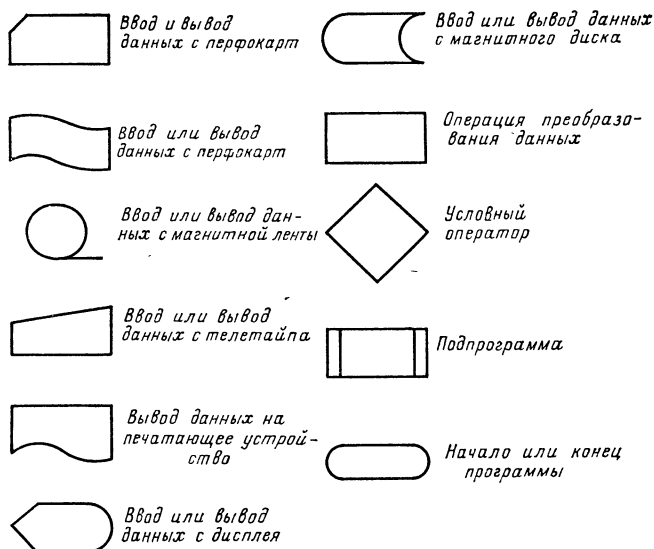 Ввод и вывод
данных с перфокарт
Ввод или вывод
данных с перфокарт
Ввод или вывод дан-
ных с магнитной ленты
Ввод или вывод
данных с телетайпа
Вывод данных на
печатающее устрой-
ство
Ввод или вывод
данных с дисплея
Ввод или вывод данных
с магнитного диска
Операция преобразо-
вания данных
Условный
оператор
Подпрограмма
Начало или конец
программы